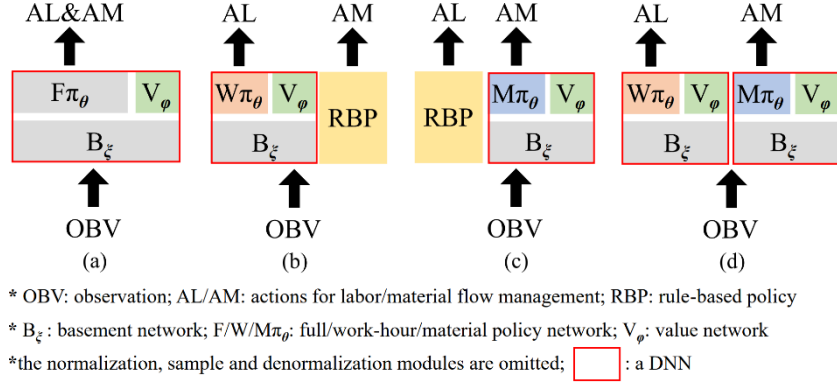 AL&AM AL AM AL AM AL AM
Fπθ Vφ Wπθ Vφ RBP RBP Mπθ Vφ Wπθ Vφ Mπθ Vφ
Bξ Bξ Bξ Bξ Bξ
OBV OBV OBV OBV
(a) (b) (c) (d)
* OBV: observation; AL/AM: actions for labor/material flow management; RBP: rule-based policy
* Bξ : basement network; F/W/Mπθ: full/work-hour/material policy network; Vφ: value network
*the normalization, sample and denormalization modules are omitted; : a DNN